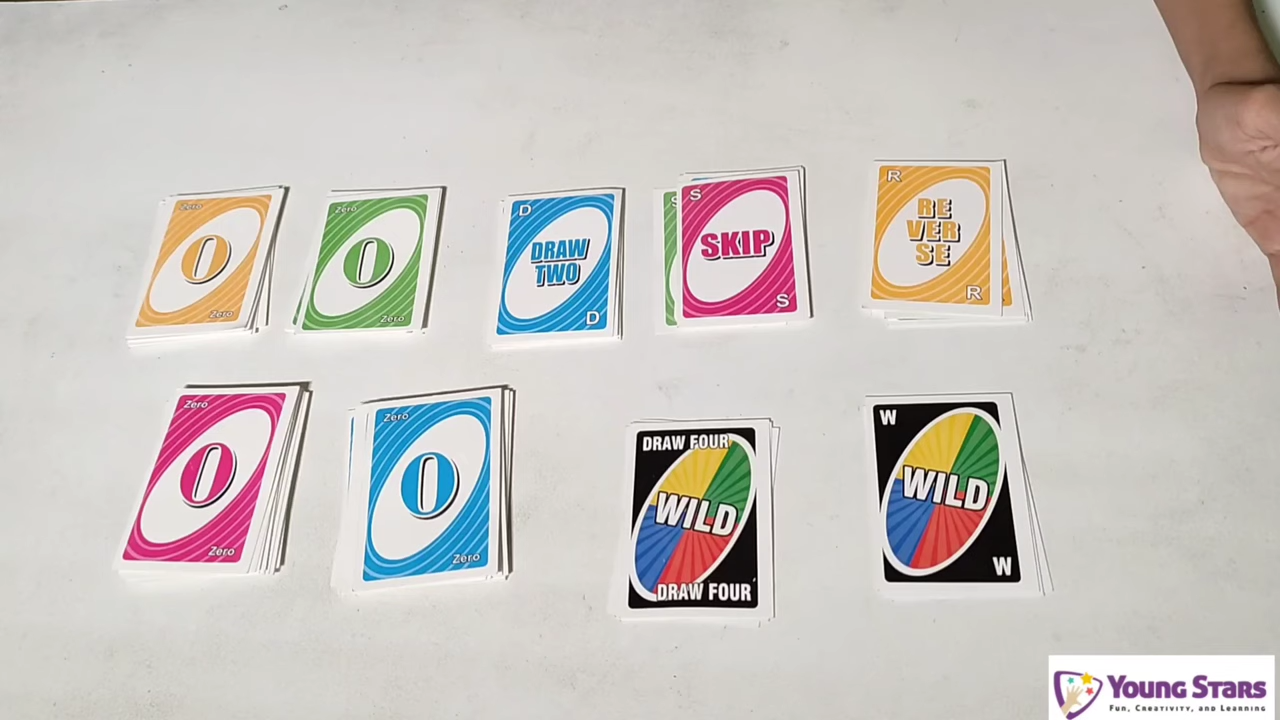 Zero
0
Zero
Zero
0
Zero
D
DRAW
TWO
D
S
S
SKIP
S
R
RE
VER
SE
R
Zero
0
Zero
Zero
0
Zero
DRAW FOUR
WILD
DRAW FOUR
W
WILD
W
Young Stars
Fun, Creativity, and Learning